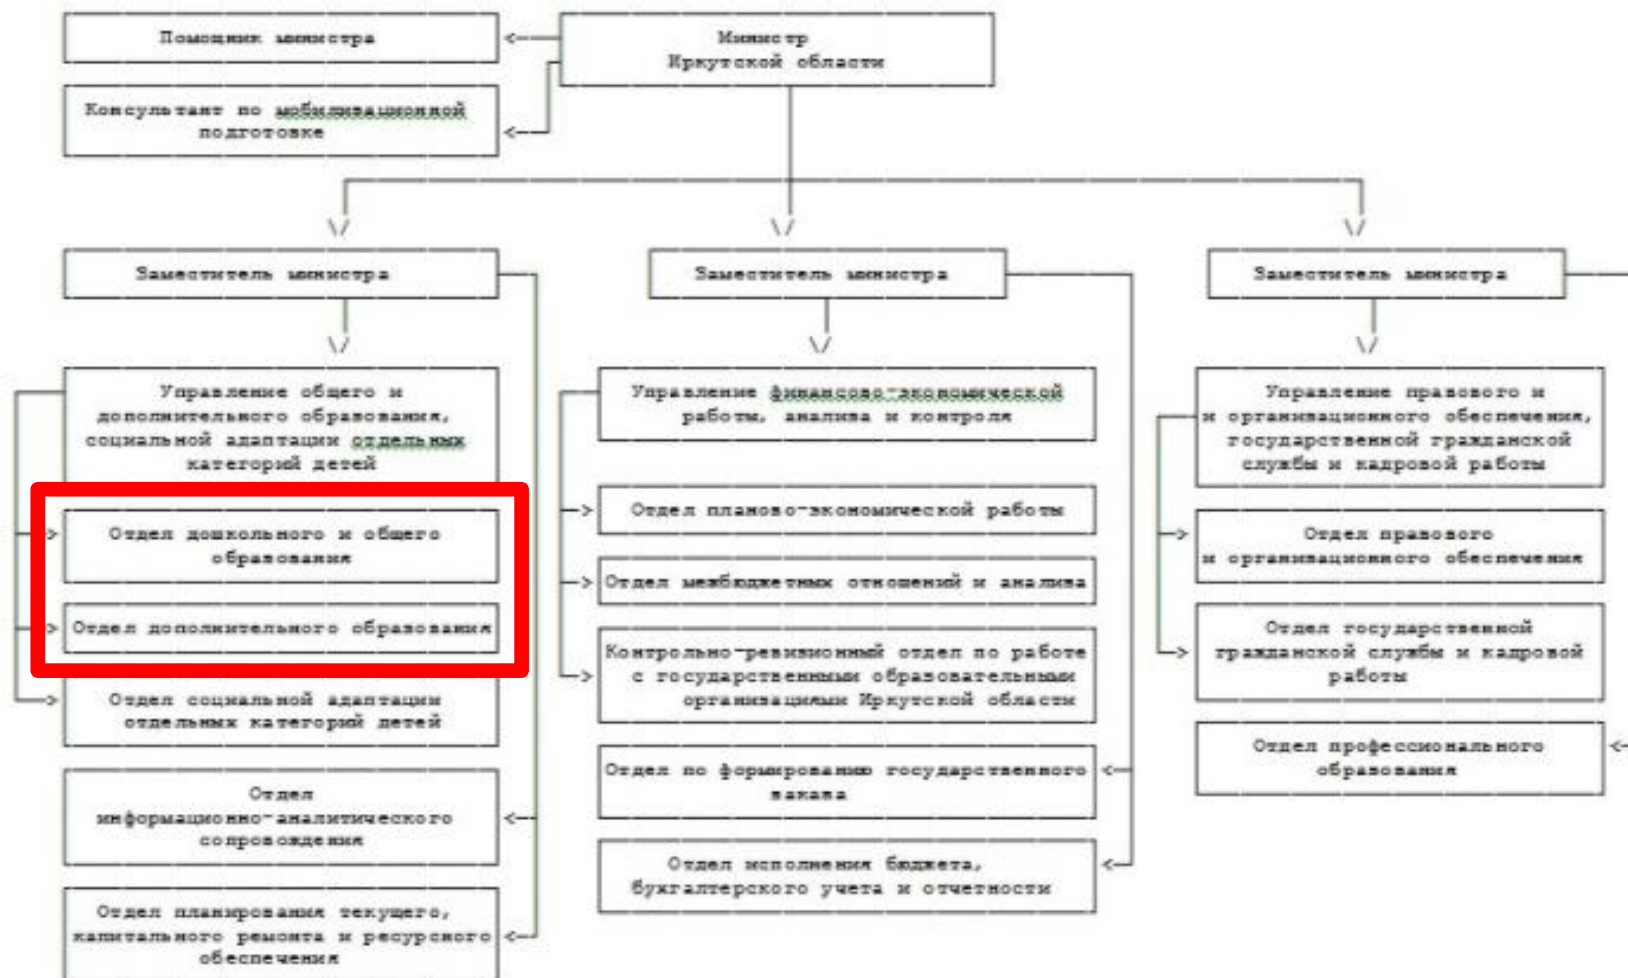 Помощник министра
Министр
Иркутской области
Консультант по мобилизационной
подготовке
Заместитель министра
Заместитель министра
Заместитель министра
Управление общего и
дополнительного образования,
социальной адаптации отдельных
категорий детей
Отдел дошкольного и общего
образования
Отдел дополнительного образования
Отдел социальной адаптации
отдельных категорий детей
Отдел
информационно-аналитического
сопровождения
Отдел планирования текущего,
капитального ремонта и ресурсного
обеспечения
Управление финансово-экономической
работы, анализа и контроля
Отдел планово-экономической работы
Отдел межбюджетных отношений и анализа
Контрольно-ревизионный отдел по работе
с государственными образовательными
организациями Иркутской области
Отдел по формированию государственного
заказа
Отдел исполнения бюджета,
бухгалтерского учета и отчетности
Управление правового и
и организационного обеспечения,
государственной гражданской
службы и кадровой работы
Отдел правового
и организационного обеспечения
Отдел государственной
гражданской службы и кадровой
работы
Отдел профессионального
образования